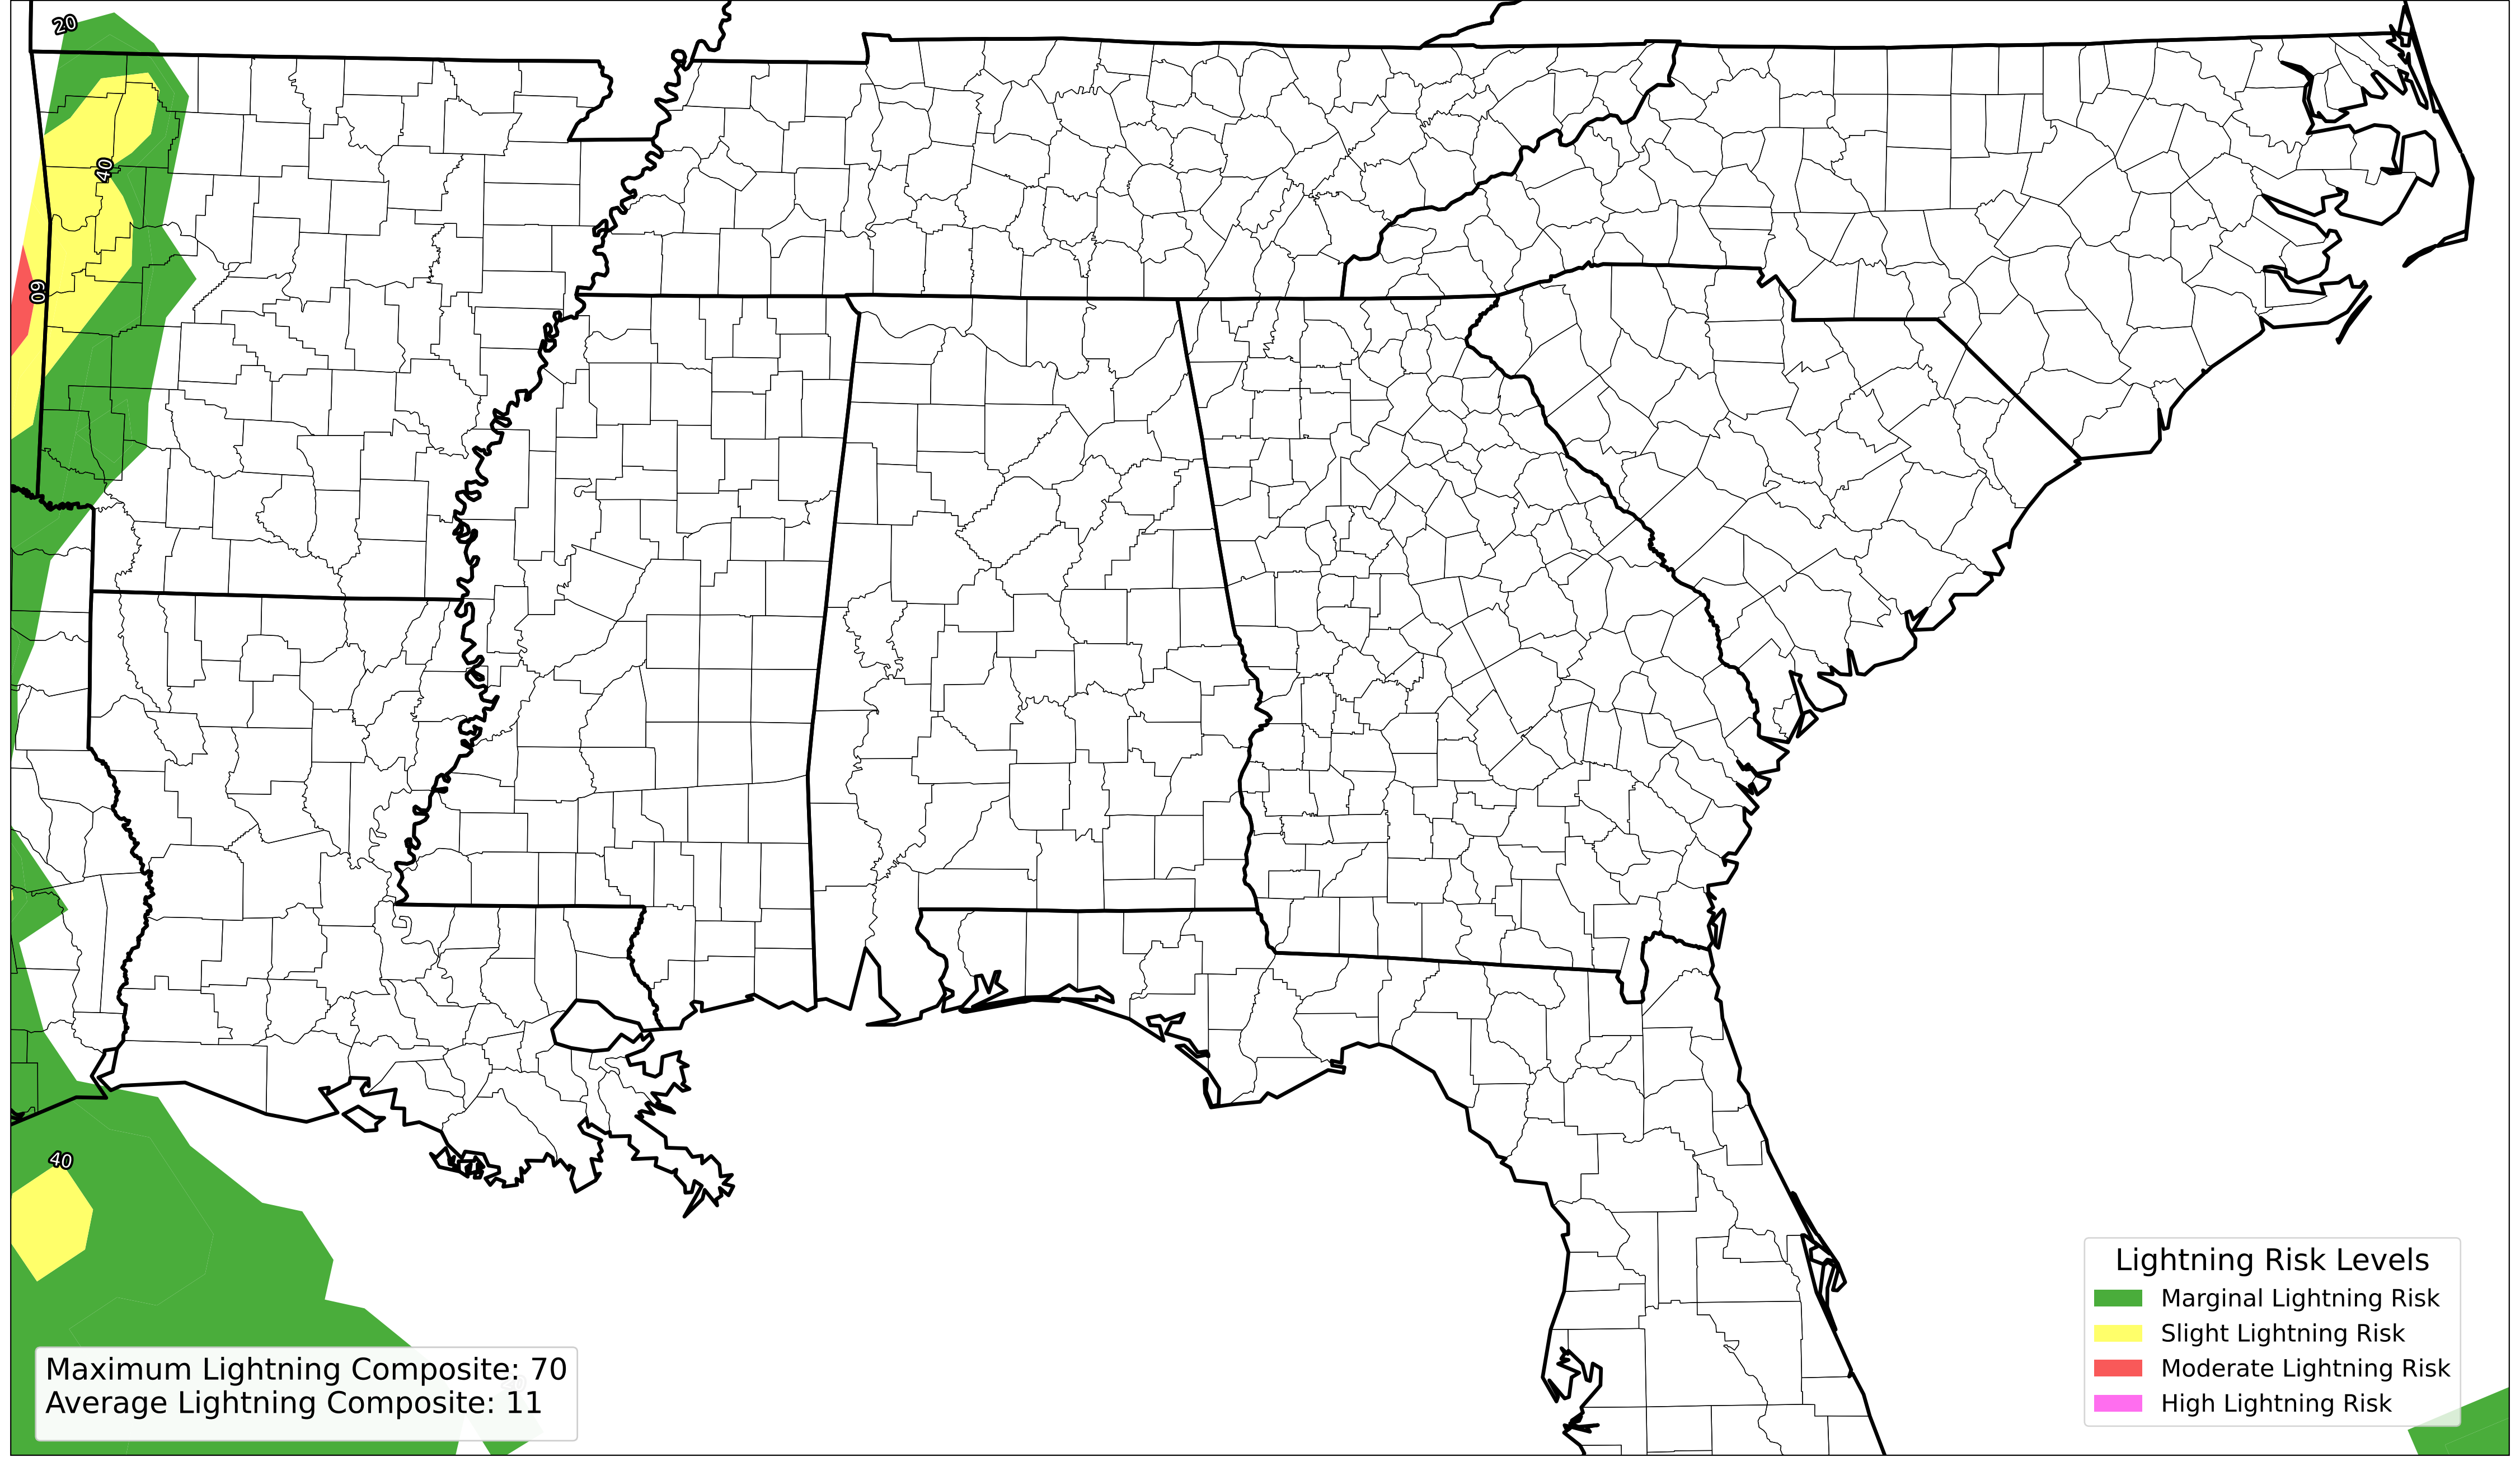 20
40
60
40
Maximum Lightning Composite: 70
Average Lightning Composite: 11
Lightning Risk Levels
Marginal Lightning Risk
Slight Lightning Risk
Moderate Lightning Risk
High Lightning Risk